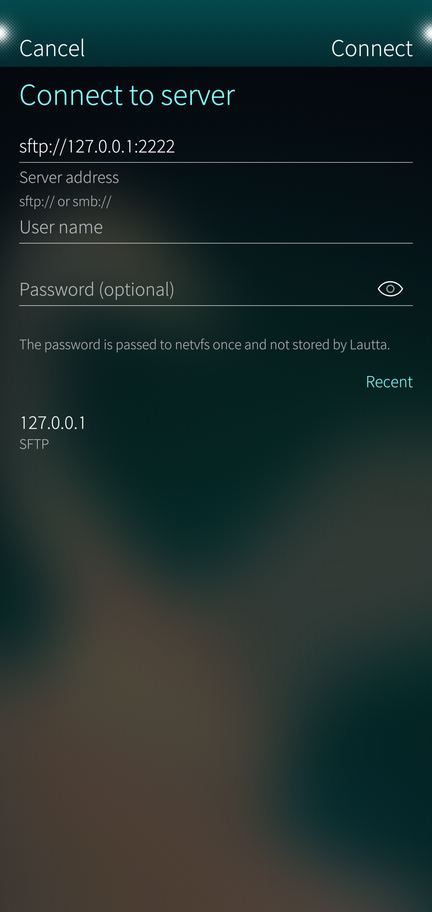 Cancel
Connect
Connect to server
sftp://127.0.0.1:2222
Server address
sftp:// or smb://
User name
Password (optional)
The password is passed to netvfs once and not stored by Lautta.
Recent
127.0.0.1
SFTP